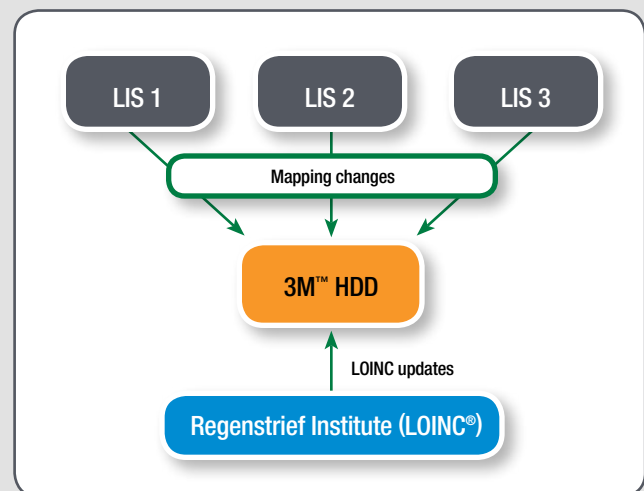 LIS 1
LIS 2
LIS 3
Mapping changes
3M™ HDD
LOINC updates
Regenstrief Institute (LOINC®)